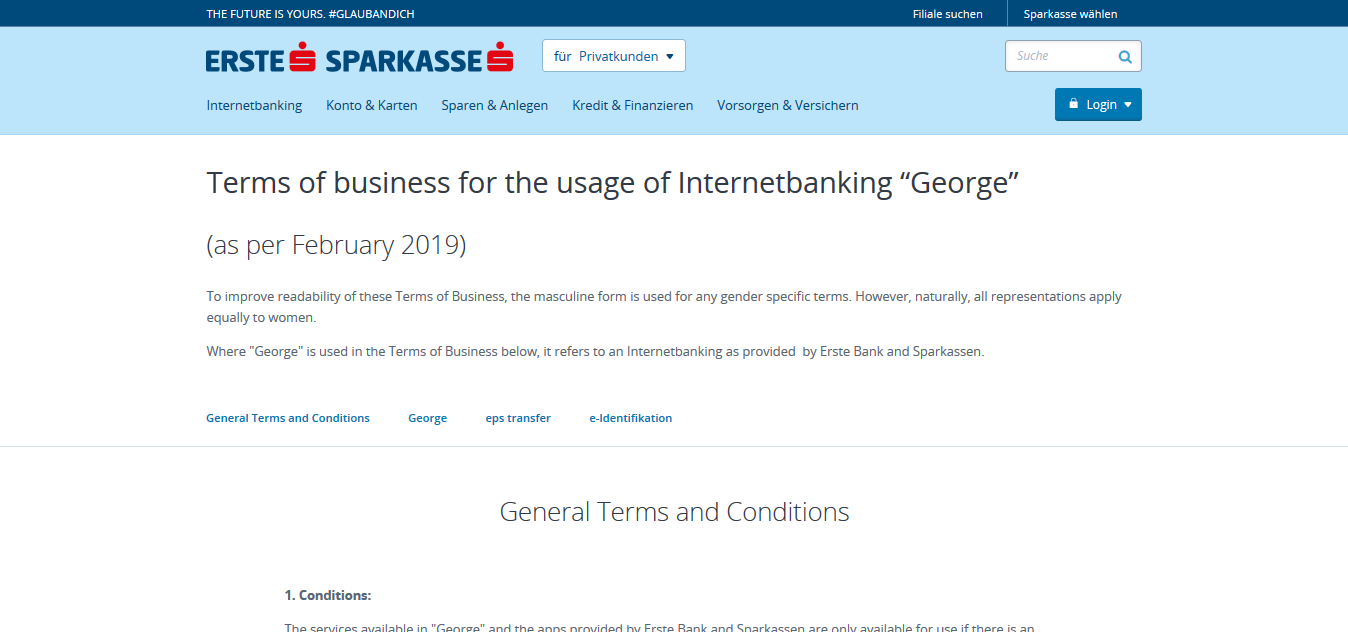 THE FUTURE IS YOURS. #GLAUBANDICH
Filiale suchen
Sparkasse wählen
ERSTE SPARKASSE
für Privatkunden
Suche
Internetbanking
Konto & Karten
Sparen & Anlegen
Kredit & Finanzieren
Vorsorgen & Versichern
Login
Terms of business for the usage of Internetbanking “George”
(as per February 2019)
To improve readability of these Terms of Business, the masculine form is used for any gender specific terms. However, naturally, all representations apply
equally to women.
Where "George" is used in the Terms of Business below, it refers to an Internetbanking as provided  by Erste Bank and Sparkassen.
General Terms and Conditions
George
eps transfer
e-Identifikation
General Terms and Conditions
1. Conditions:
The services available in "George" and the apps provided by Erste Bank and Sparkassen are only available for use if there is an